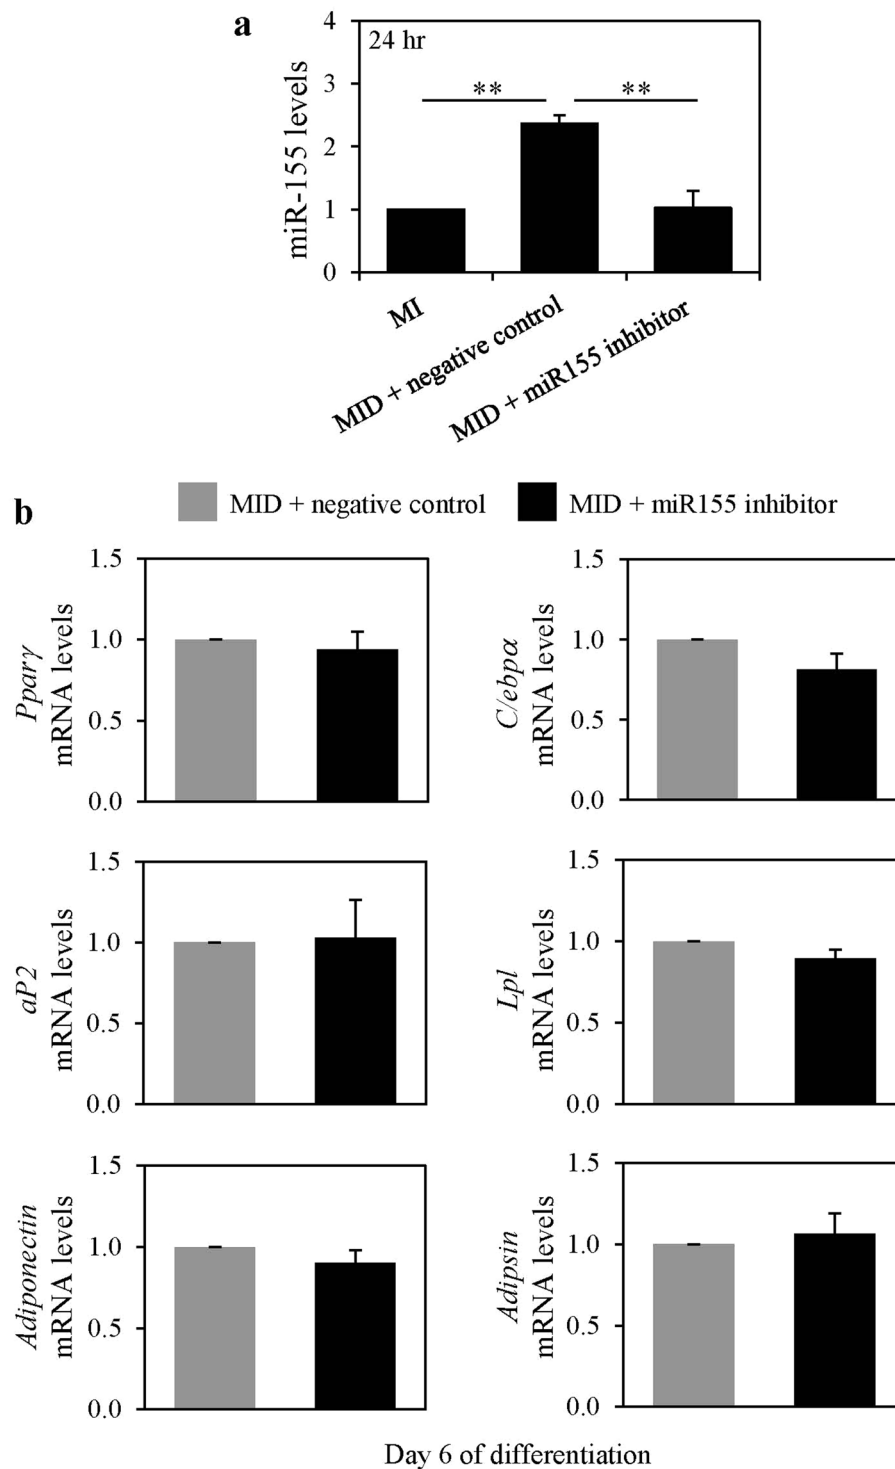 a
24 hr
miR-155 levels
4
3
2
1
0
** **
MI
MID + negative control
MID + miR155 inhibitor
b
MID + negative control MID + miR155 inhibitor
Pparγ
mRNA levels
1.5
1.0
0.5
0.0
C/ebpα
mRNA levels
1.5
1.0
0.5
0.0
aP2
mRNA levels
1.5
1.0
0.5
0.0
Lpl
mRNA levels
1.5
1.0
0.5
0.0
Adiponectin
mRNA levels
1.5
1.0
0.5
0.0
Adipsin
mRNA levels
1.5
1.0
0.5
0.0
Day 6 of differentiation